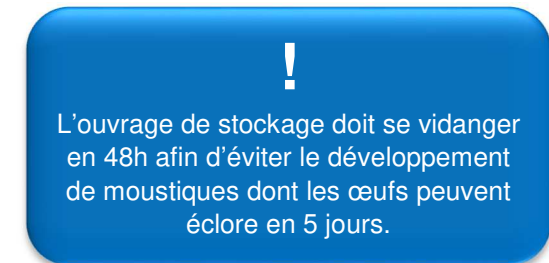 !
L'ouvrage de stockage doit se vidanger
en 48h afin d'éviter le développement
de moustiques dont les œufs peuvent
éclore en 5 jours.